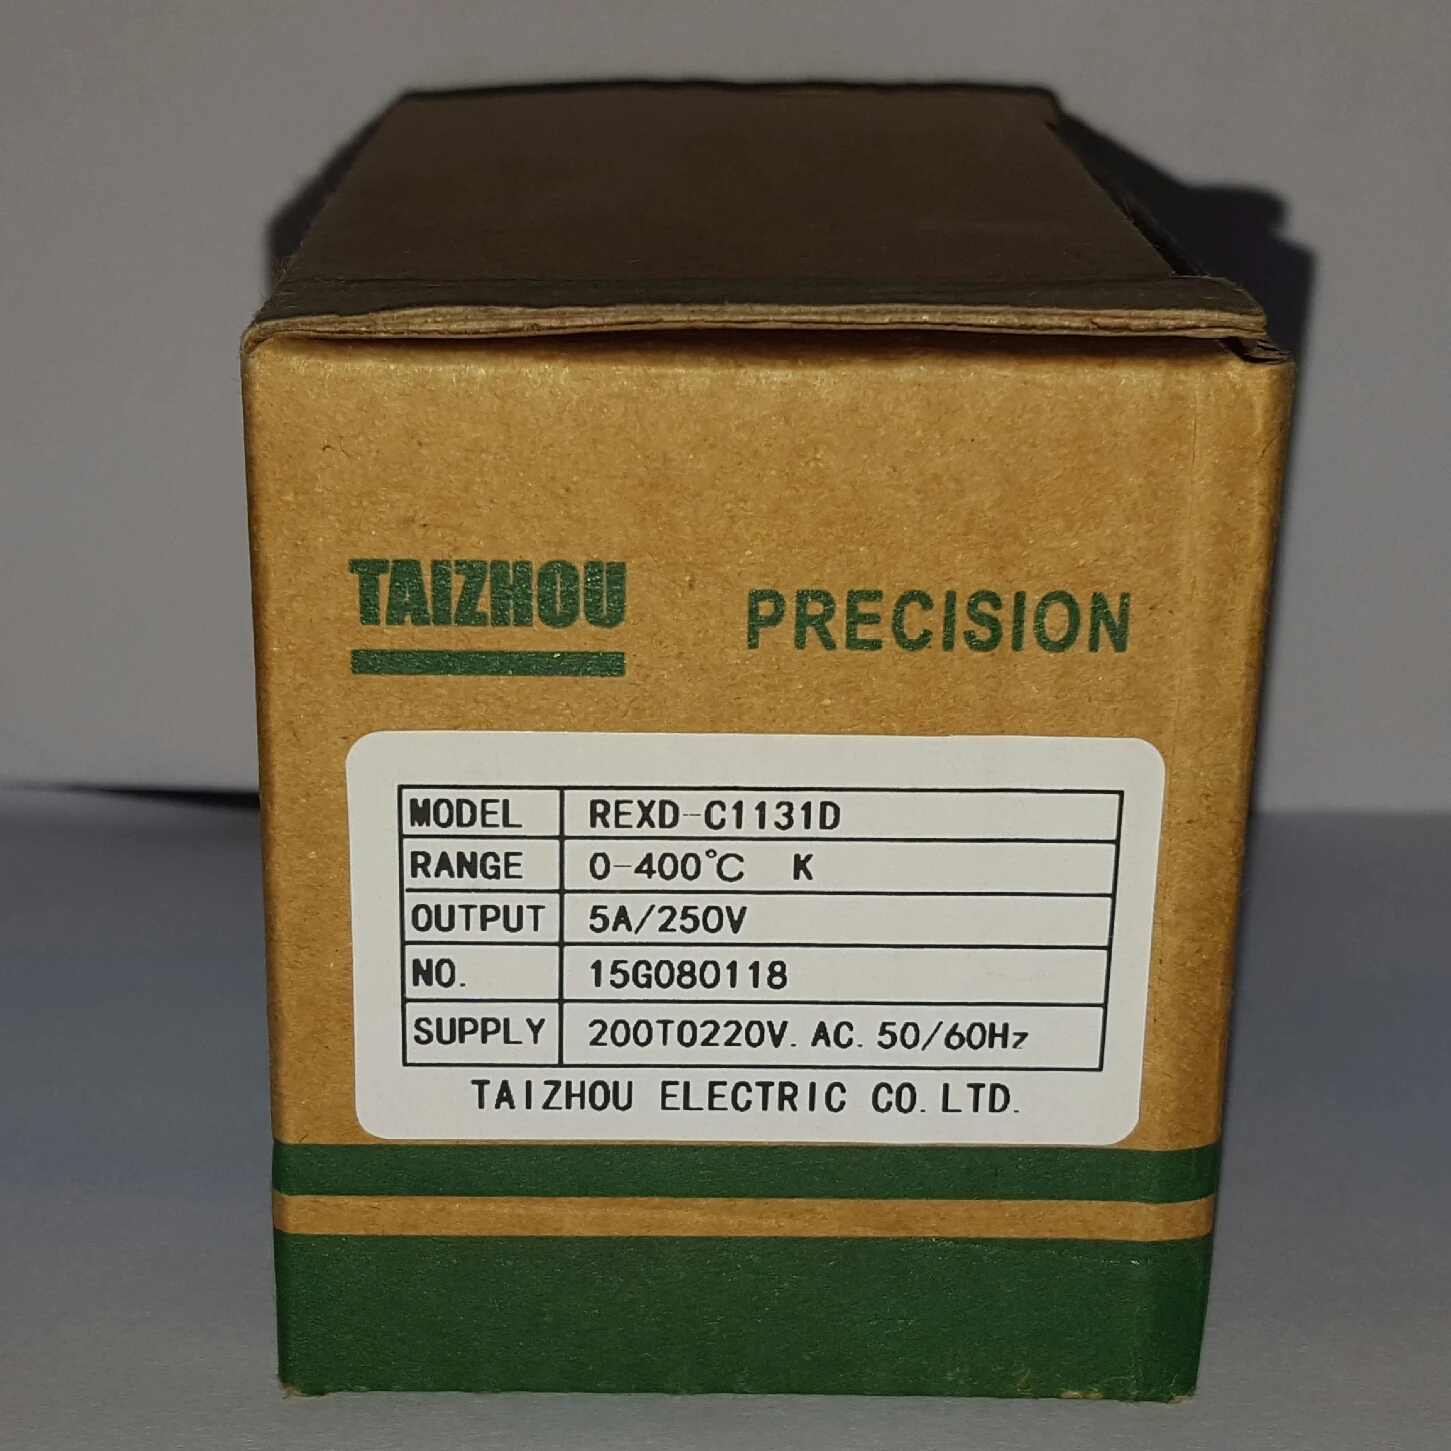 TAIZHOU PRECISION
MODEL REXD-C1131D
RANGE 0-400℃ K
OUTPUT 5A/250V
NO. 15G080118
SUPPLY 200T0220V. AC. 50/60Hz
TAIZHOU ELECTRIC CO. LTD.